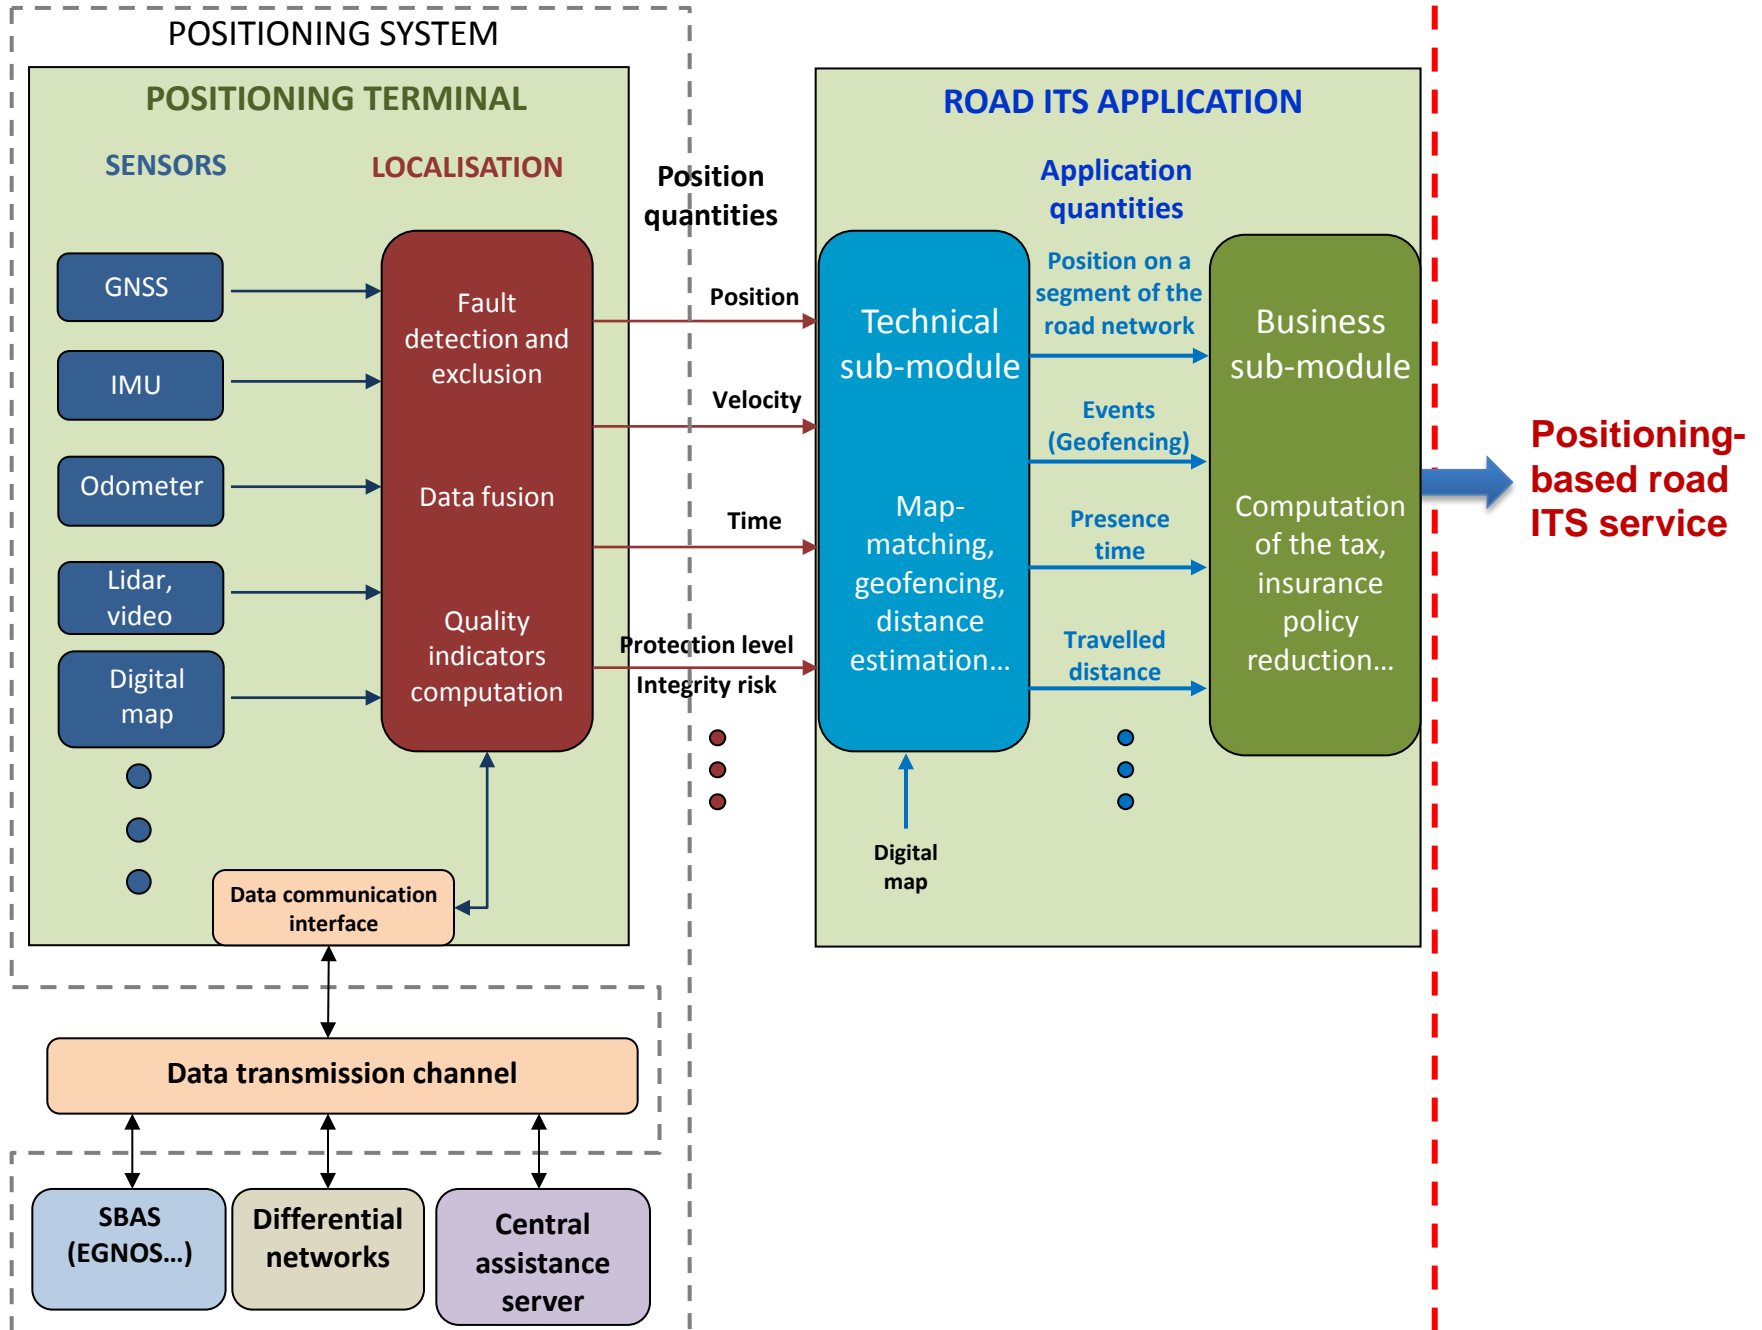 POSITIONING SYSTEM
POSITIONING TERMINAL
SENSORS
LOCALISATION
GNSS
IMU
Odometer
Lidar,
video
Digital
map
Fault
detection and
exclusion
Data fusion
Quality
indicators
computation
Data communication
interface
Position
quantities
Position
Velocity
Time
Protection level
Integrity risk
ROAD ITS APPLICATION
Application
quantities
Technical
sub-module
Map-
matching,
geofencing,
distance
estimation...
Digital
map
Position on a
segment of the
road network
Events
(Geofencing)
Presence
time
Travelled
distance
Business
sub-module
Computation
of the tax,
insurance
policy
reduction...
Positioning-
based road
ITS service
Data transmission channel
SBAS
(EGNOS...)
Differential
networks
Central
assistance
server